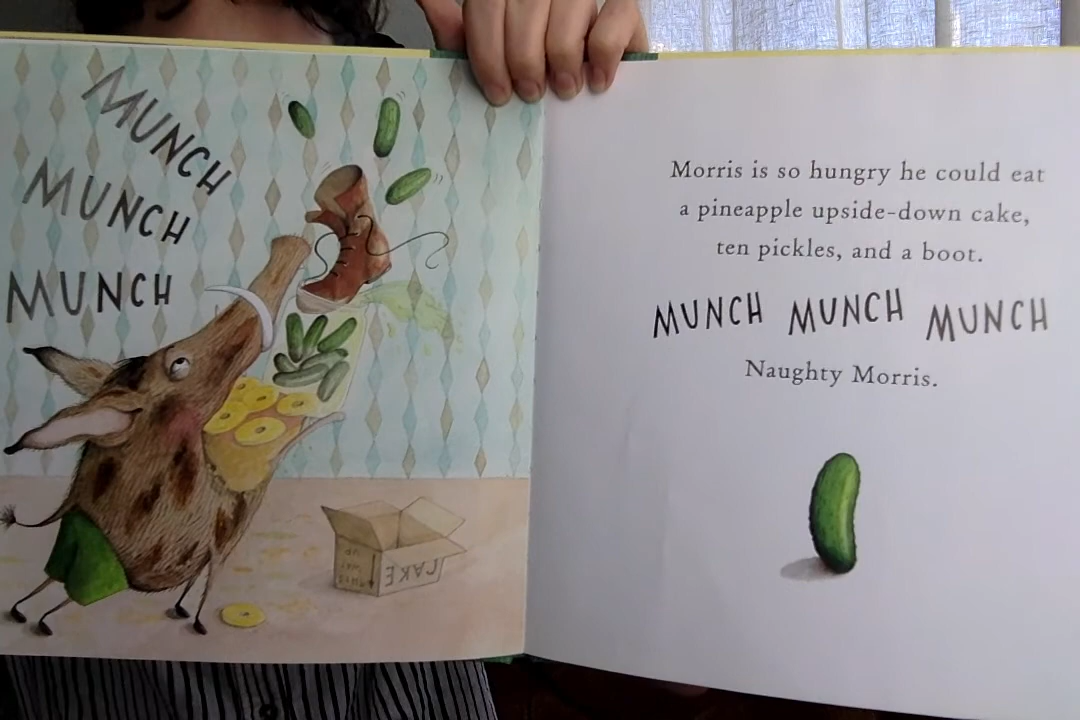 MUNCH
MUNCH
MUNCH
THIS
WAY
UP
CAKE
Morris is so hungry he could eat
a pineapple upside-down cake,
ten pickles, and a boot.
MUNCH MUNCH MUNCH
Naughty Morris.